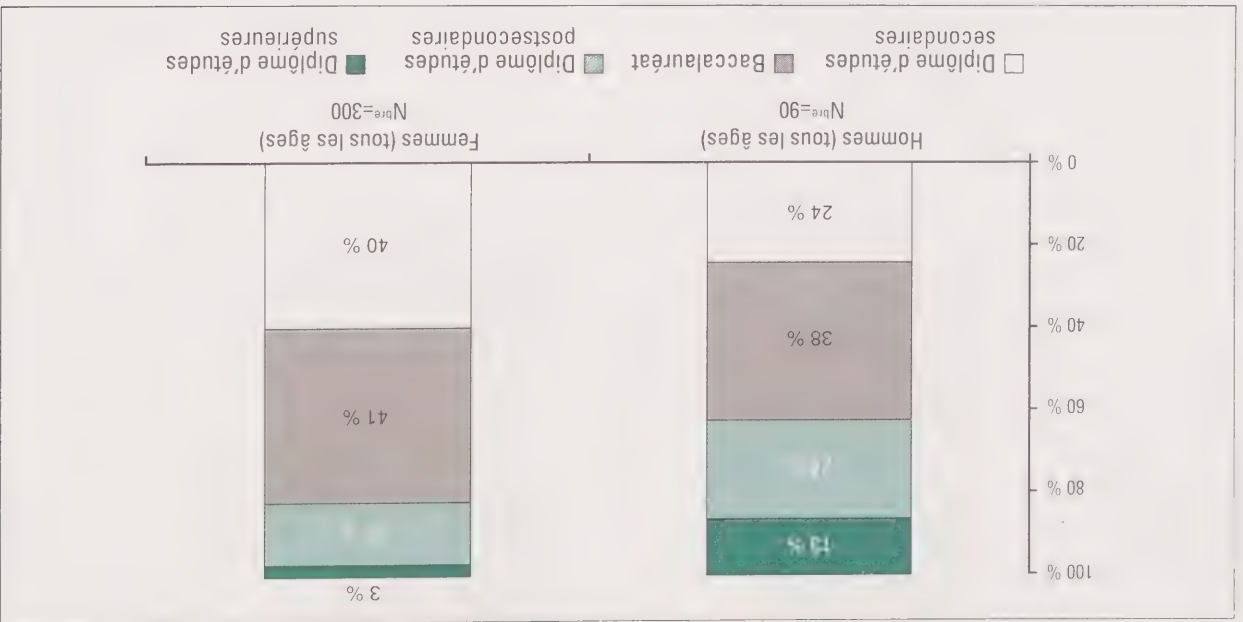 3 %
100 %
13 %
80 %
60 %
41 %
38 %
40 %
40 %
20 %
24 %
0 %
Hommes (tous les âges)
Nbre=90
Femmes (tous les âges)
Nbre=300
Diplôme d'études
secondaires
Baccalauréat
Diplôme d'études
postsecondaires
Diplôme d'études
supérieures